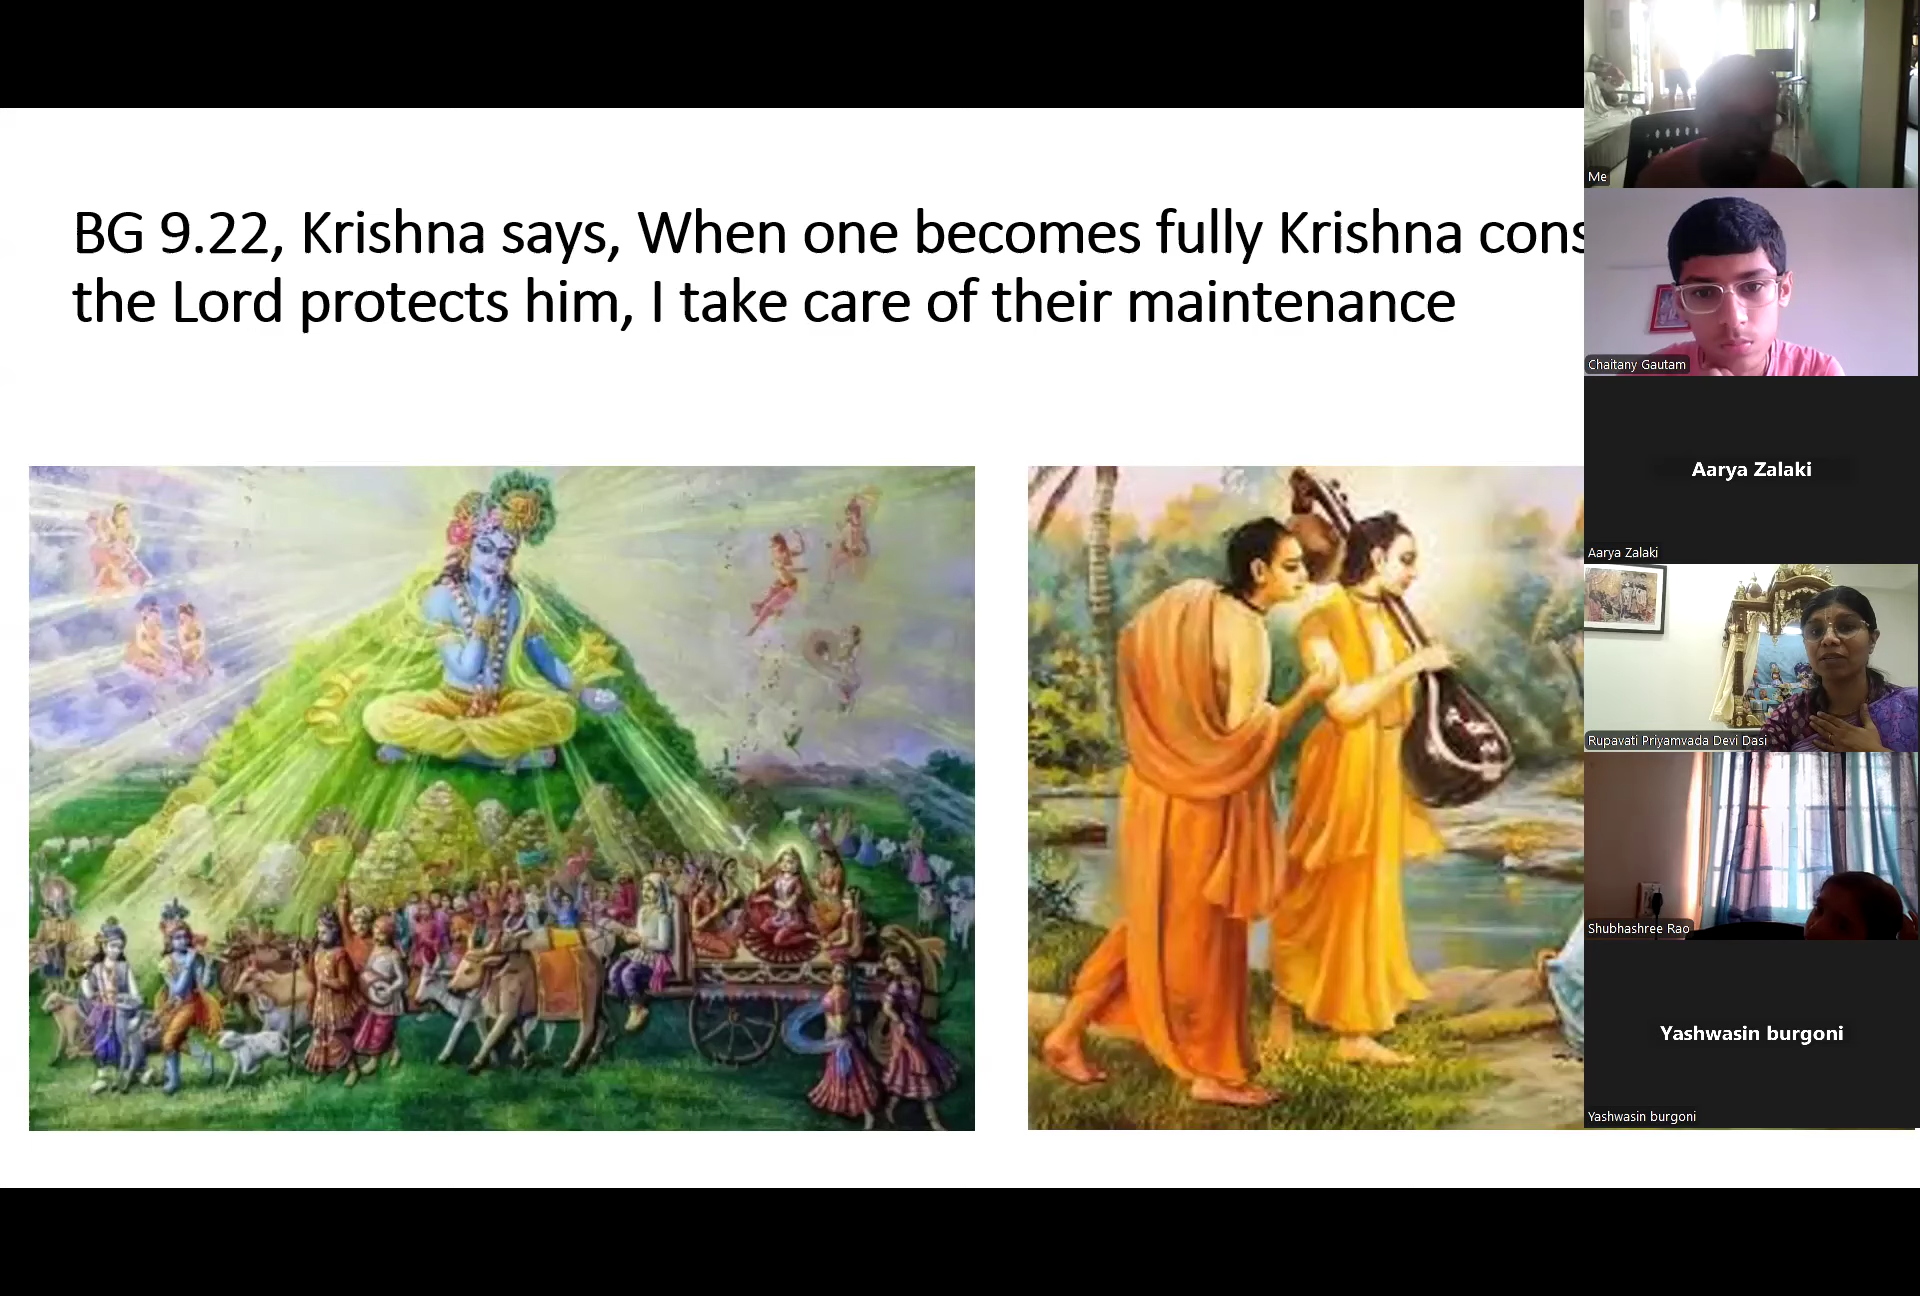 BG 9.22, Krishna says, When one becomes fully Krishna cons
the Lord protects him, I take care of their maintenance
Me
Chaitany Gautam
Aarya Zalaki
Aarya Zalaki
Rupavati Priyamvada Devi Dasi
Shubhashree Rao
Yashwasin burgoni
Yashwasin burgoni